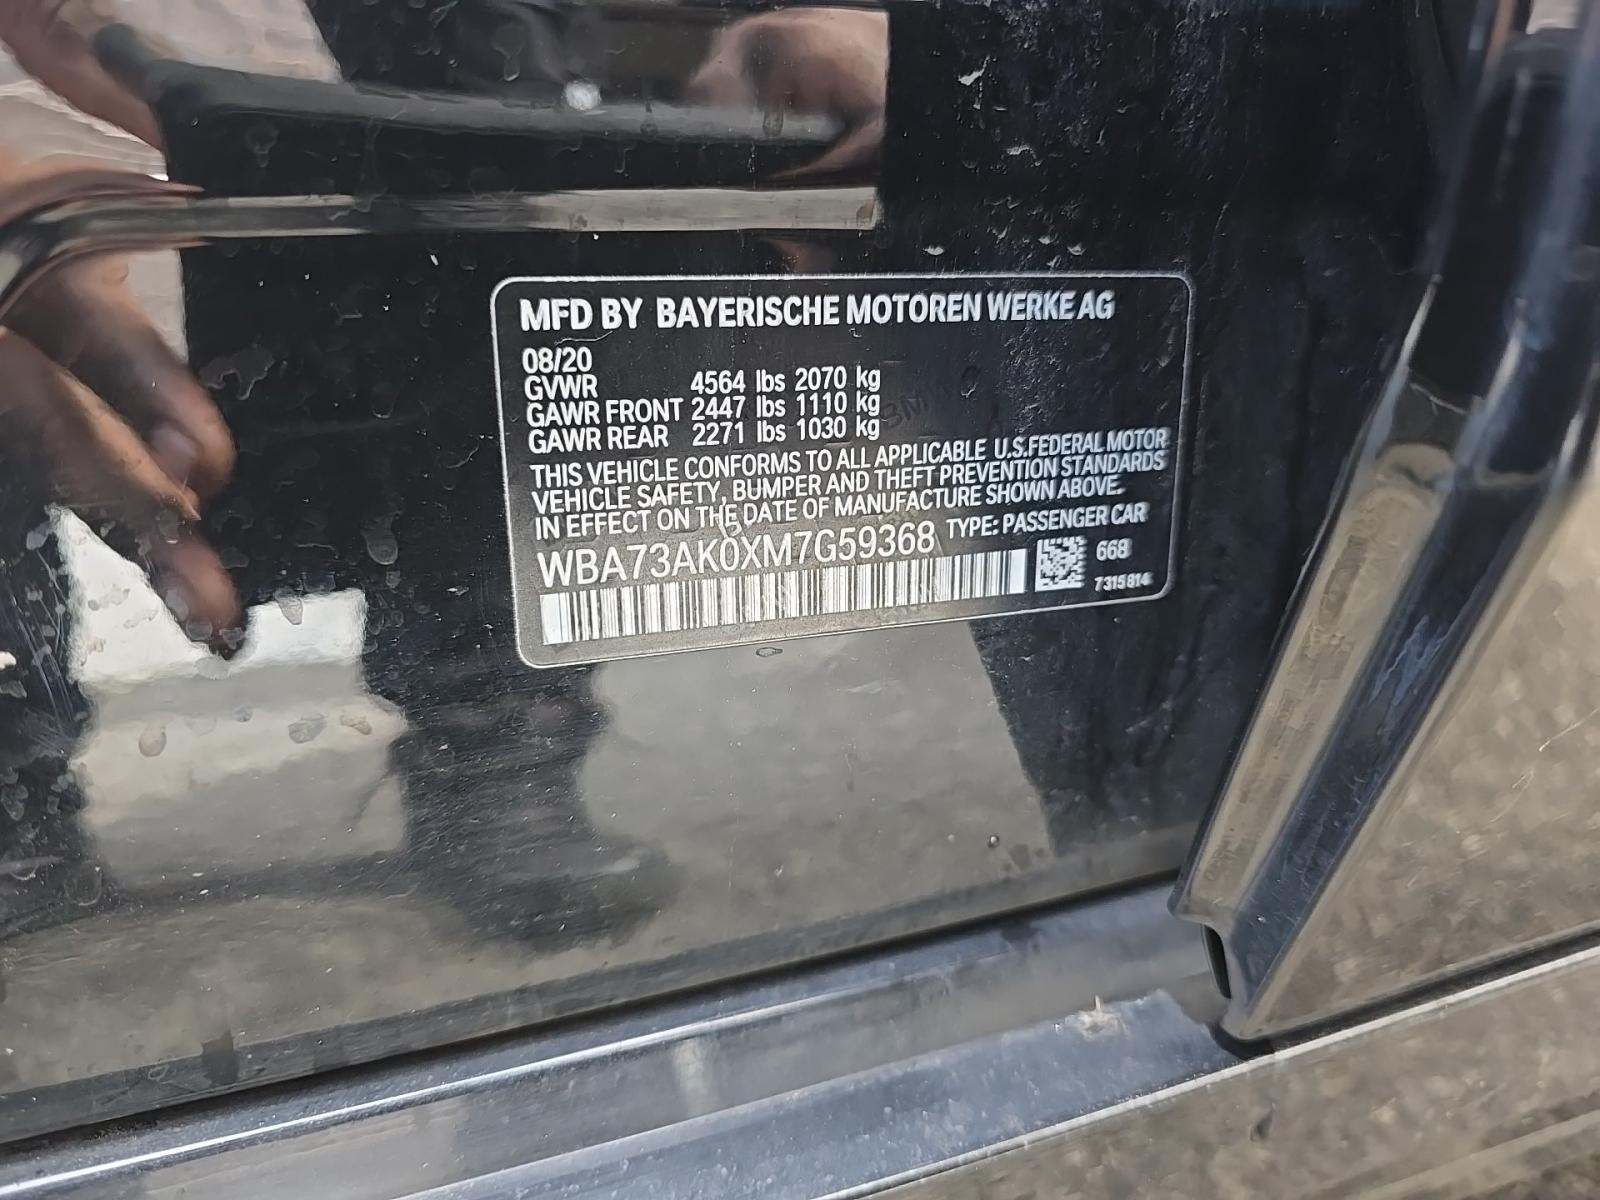 MFD BY BAYERISCHE MOTOREN WERKE AG
08/20
GVWR 4564 lbs 2070 kg
GAWR FRONT 2447 lbs 1110 kg
GAWR REAR 2271 lbs 1030 kg
THIS VEHICLE CONFORMS TO ALL APPLICABLE U.S.FEDERAL MOTOR
VEHICLE SAFETY, BUMPER AND THEFT PREVENTION STANDARDS
IN EFFECT ON THE DATE OF MANUFACTURE SHOWN ABOVE.
WBA73AK0XM7G59368 TYPE: PASSENGER CAR
668
7315814